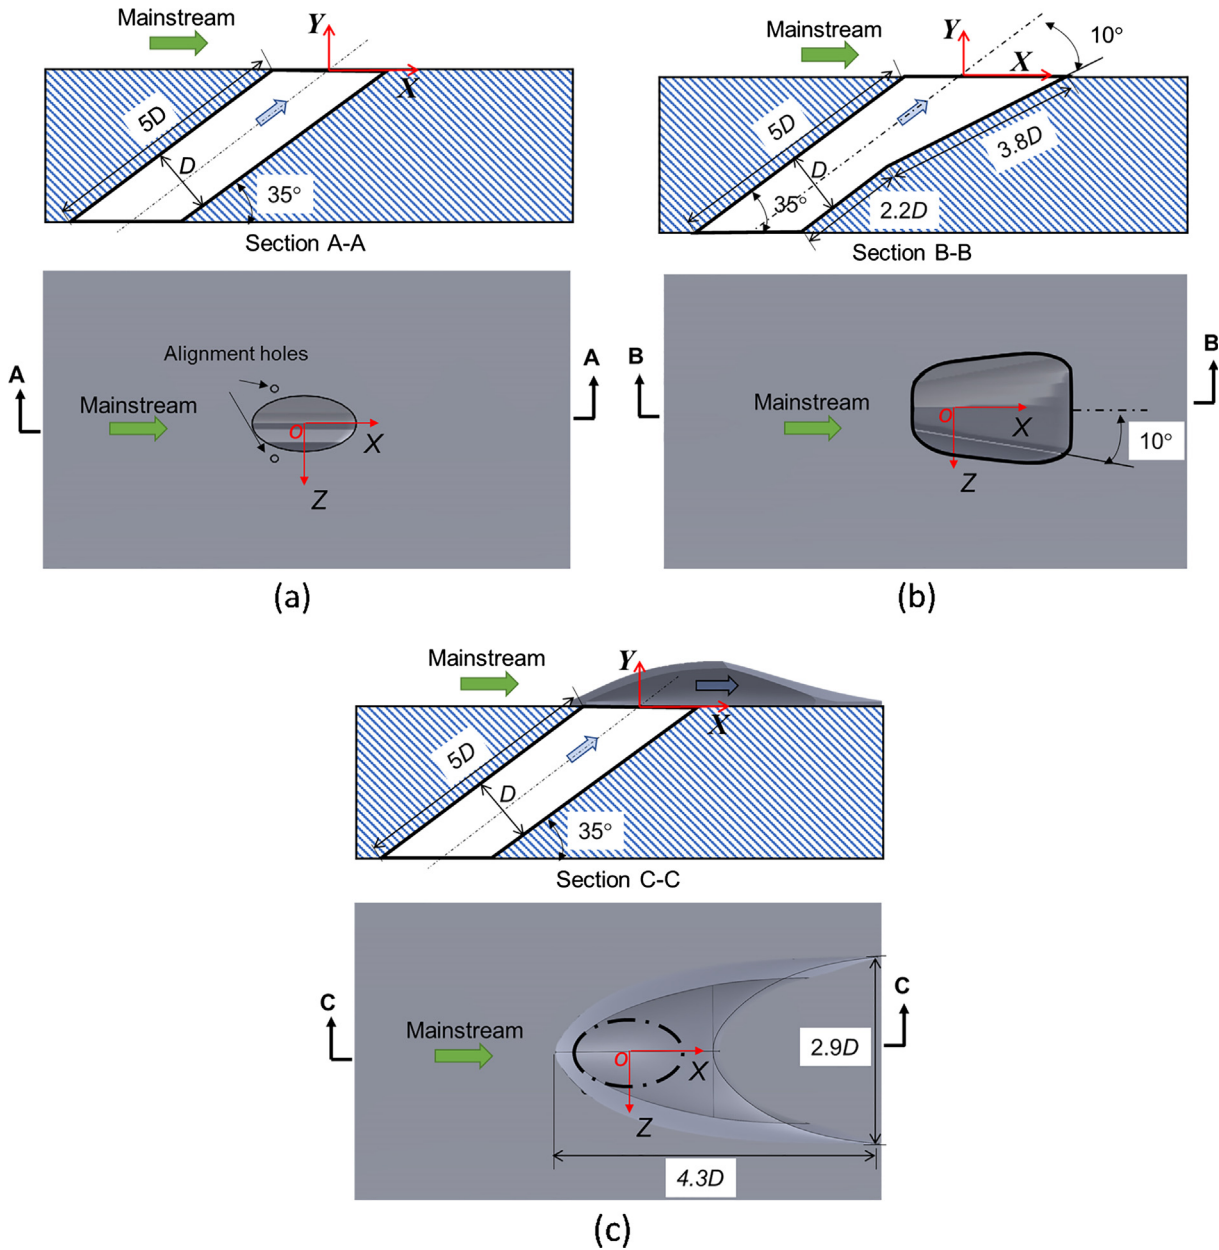 Mainstream
Y
X
5D
D
35°
Section A-A
A
A
Alignment holes
Mainstream
O
X
Z
(a)
Mainstream
Y
X
10°
5D
D
35°
3.8D
2.2D
Section B-B
B
B
Mainstream
O
X
Z
10°
(b)
Mainstream
Y
X
5D
D
35°
Section C-C
C
C
Mainstream
O
X
Z
2.9D
4.3D
(c)